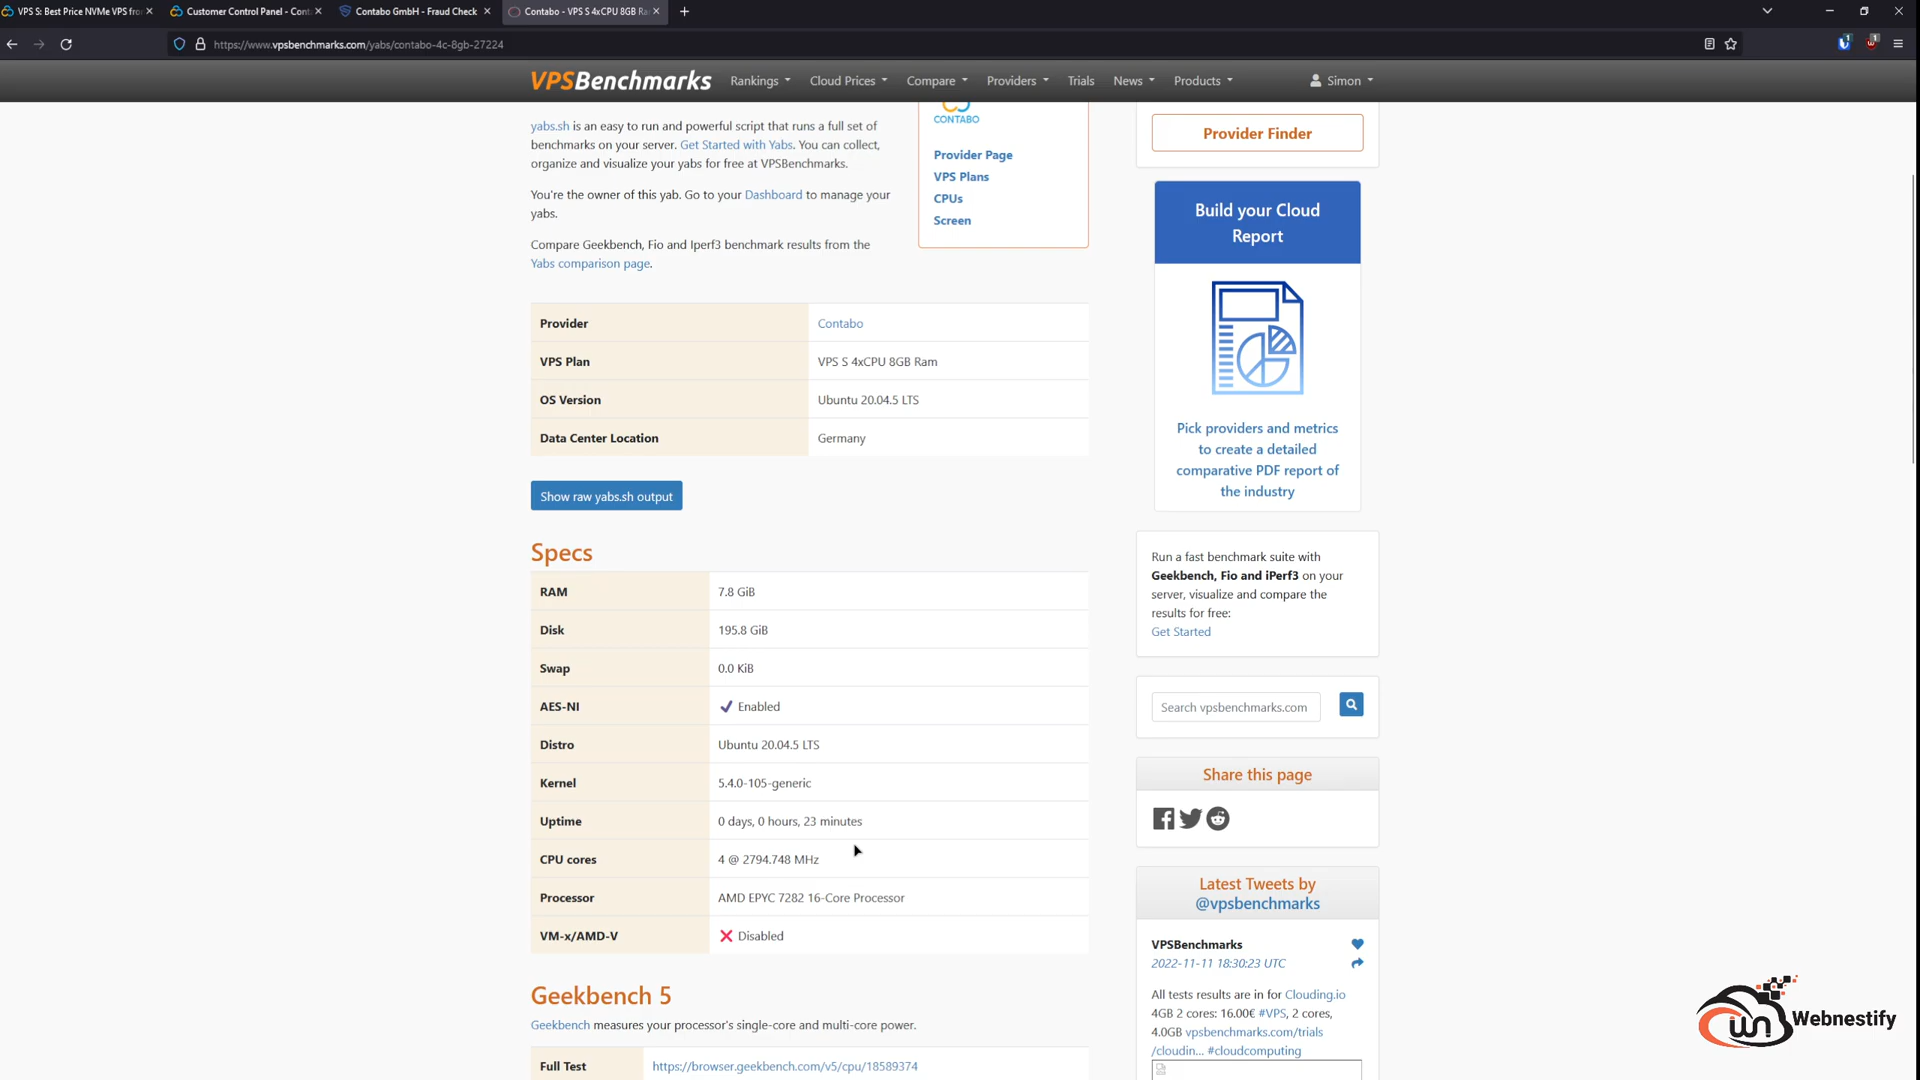 VPS S: Best Price NVMe VPS fro
Customer Control Panel - Cont
Contabo GmbH - Fraud Check
Contabo - VPS S 4xCPU 8GB Ra
https://www.vpsbenchmarks.com/yabs/contabo-4c-8gb-27224
VPSBenchmarks
Rankings
Cloud Prices
Compare
Providers
Trials
News
Products
Simon
yabs.sh is an easy to run and powerful script that runs a full set of
benchmarks on your server. Get Started with Yabs. You can collect,
organize and visualize your yabs for free at VPSBenchmarks.
You're the owner of this yab. Go to your Dashboard to manage your
yabs.
Compare Geekbench, Fio and Iperf3 benchmark results from the
Yabs comparison page.
CONTABO
Provider Page
VPS Plans
CPUs
Screen
Provider Contabo
VPS Plan VPS S 4xCPU 8GB Ram
OS Version Ubuntu 20.04.5 LTS
Data Center Location Germany
Show raw yabs.sh output
Specs
RAM 7.8 GiB
Disk 195.8 GiB
Swap 0.0 KiB
AES-NI Enabled
Distro Ubuntu 20.04.5 LTS
Kernel 5.4.0-105-generic
Uptime 0 days, 0 hours, 23 minutes
CPU cores 4 @ 2794.748 MHz
Processor AMD EPYC 7282 16-Core Processor
VM-x/AMD-V Disabled
Geekbench 5
Geekbench measures your processor's single-core and multi-core power.
Full Test https://browser.geekbench.com/v5/cpu/18589374
Provider Finder
Build your Cloud
Report
Pick providers and metrics
to create a detailed
comparative PDF report of
the industry
Run a fast benchmark suite with
Geekbench, Fio and iPerf3 on your
server, visualize and compare the
results for free:
Get Started
Search vpsbenchmarks.com
Share this page
Latest Tweets by
@vpsbenchmarks
VPSBenchmarks
2022-11-11 18:30:23 UTC
All tests results are in for Clouding.io
4GB 2 cores: 16.00€ #VPS, 2 cores,
4.0GB vpsbenchmarks.com/trials
/cloudin... #cloudcomputing
Webnestify